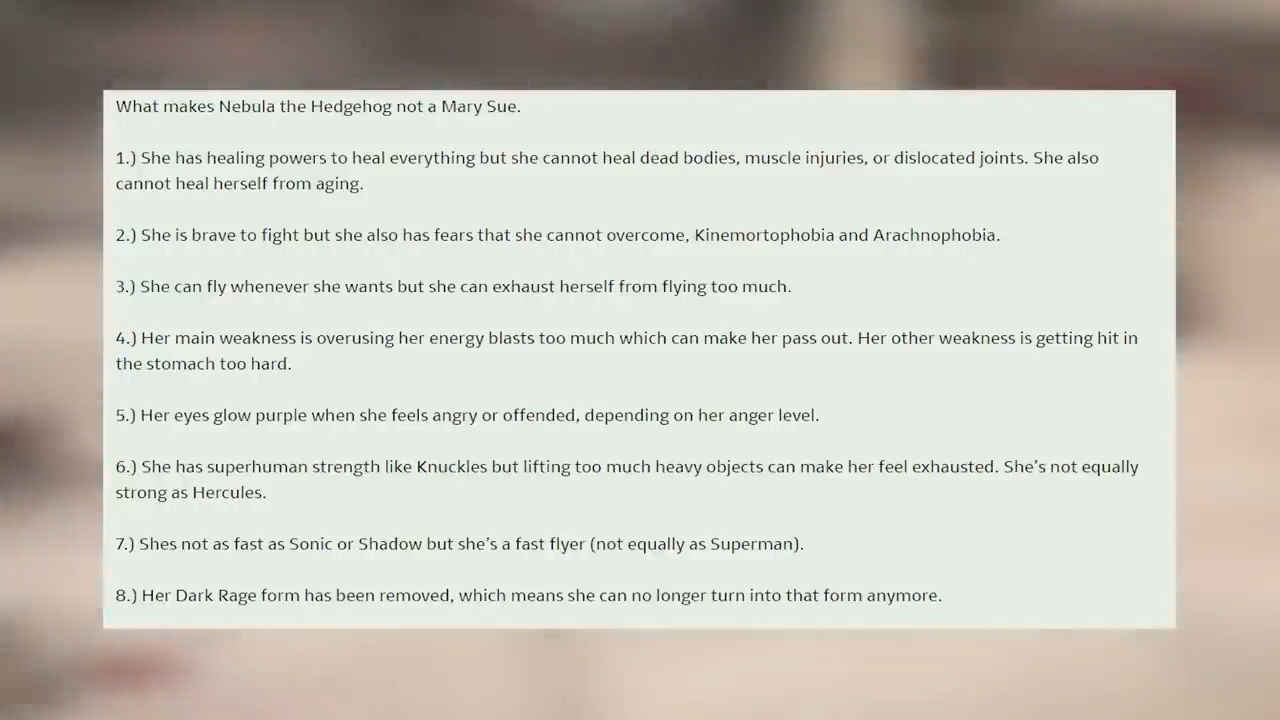 What makes Nebula the Hedgehog not a Mary Sue.
1.) She has healing powers to heal everything but she cannot heal dead bodies, muscle injuries, or dislocated joints. She also
cannot heal herself from aging.
2.) She is brave to fight but she also has fears that she cannot overcome, Kinemortophobia and Arachnophobia.
3.) She can fly whenever she wants but she can exhaust herself from flying too much.
4.) Her main weakness is overusing her energy blasts too much which can make her pass out. Her other weakness is getting hit in
the stomach too hard.
5.) Her eyes glow purple when she feels angry or offended, depending on her anger level.
6.) She has superhuman strength like Knuckles but lifting too much heavy objects can make her feel exhausted. She's not equally
strong as Hercules.
7.) Shes not as fast as Sonic or Shadow but she's a fast flyer (not equally as Superman).
8.) Her Dark Rage form has been removed, which means she can no longer turn into that form anymore.